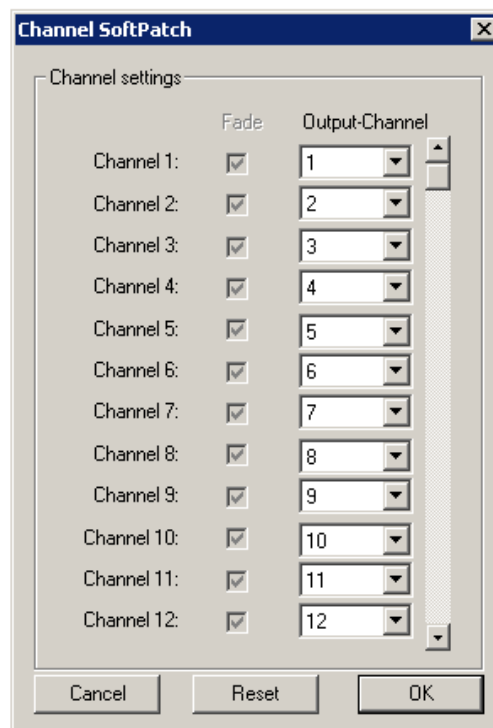 Channel SoftPatch
Channel settings
Fade Output-Channel
Channel 1: 1
Channel 2: 2
Channel 3: 3
Channel 4: 4
Channel 5: 5
Channel 6: 6
Channel 7: 7
Channel 8: 8
Channel 9: 9
Channel 10: 10
Channel 11: 11
Channel 12: 12
Cancel Reset OK